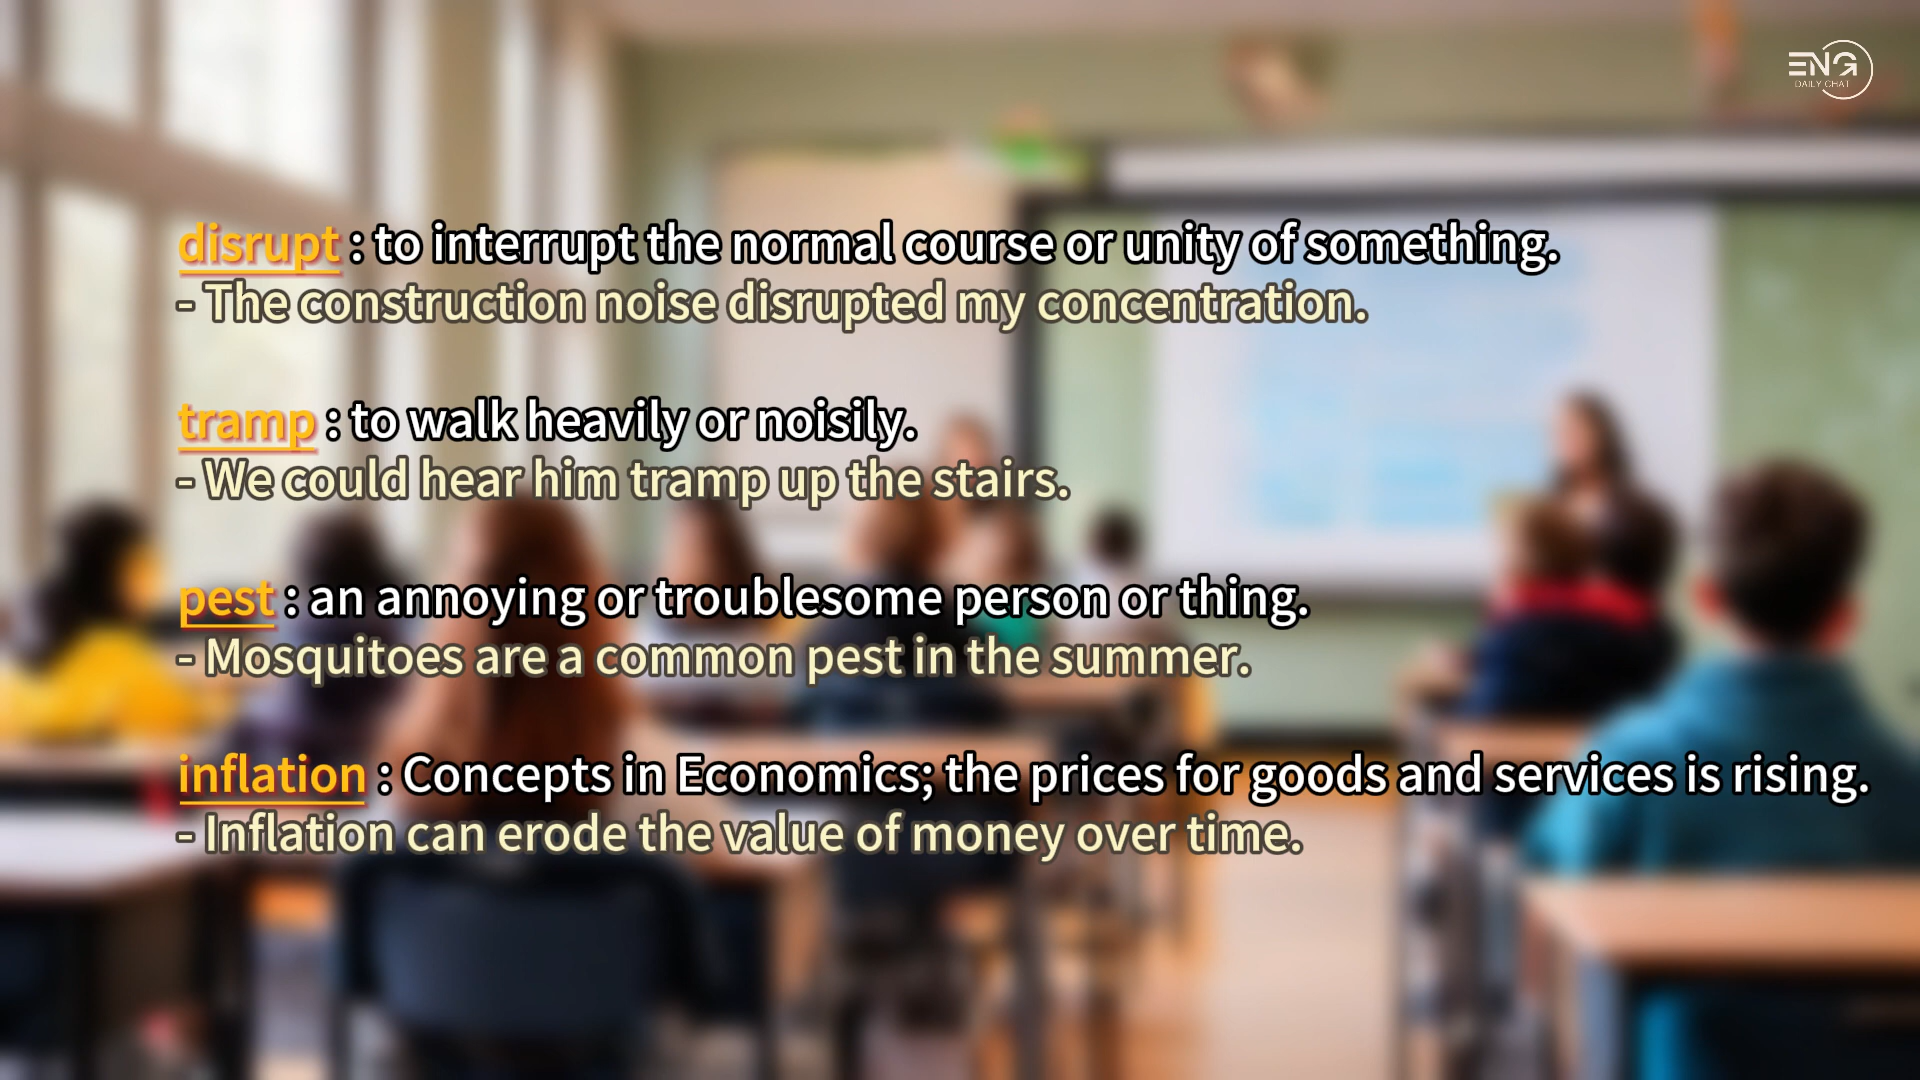 ENG
DAILY CHAT
disrupt : to interrupt the normal course or unity of something.
- The construction noise disrupted my concentration.
tramp : to walk heavily or noisily.
- We could hear him tramp up the stairs.
pest : an annoying or troublesome person or thing.
- Mosquitoes are a common pest in the summer.
inflation : Concepts in Economics; the prices for goods and services is rising.
- Inflation can erode the value of money over time.